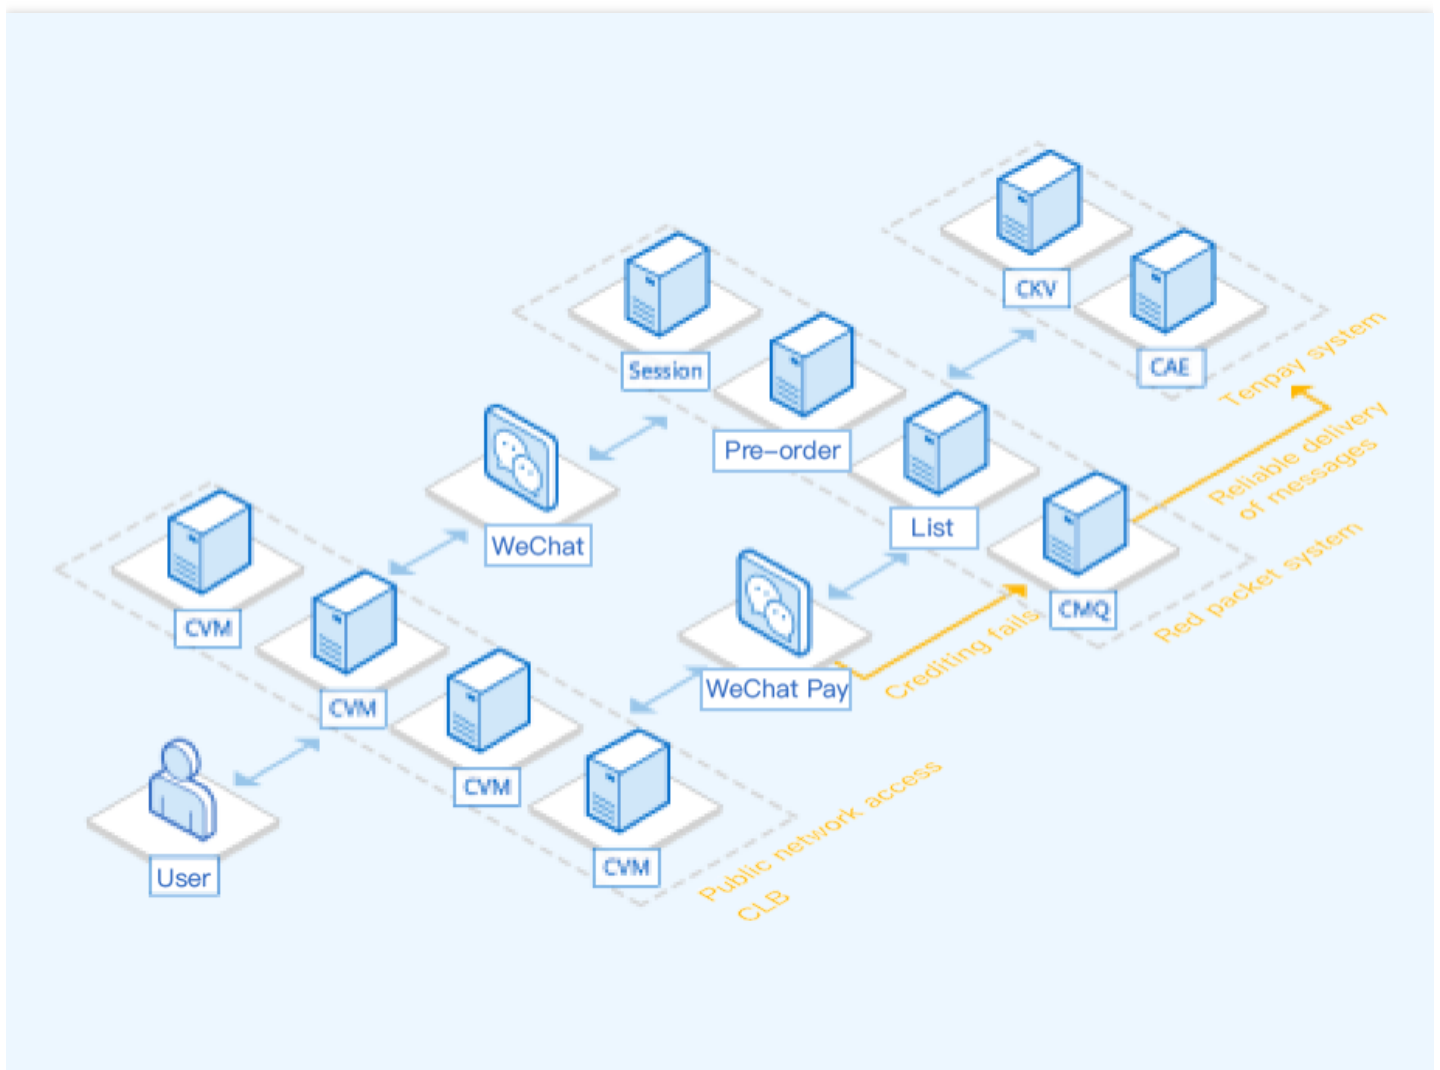 CKV
CAE
Tenpay system
Session
Pre-order
List
CMQ
Reliable delivery
of messages
Red packet system
WeChat
WeChat Pay
Crediting fails
CVM
CVM
CVM
CVM
User
Public network access
CLB